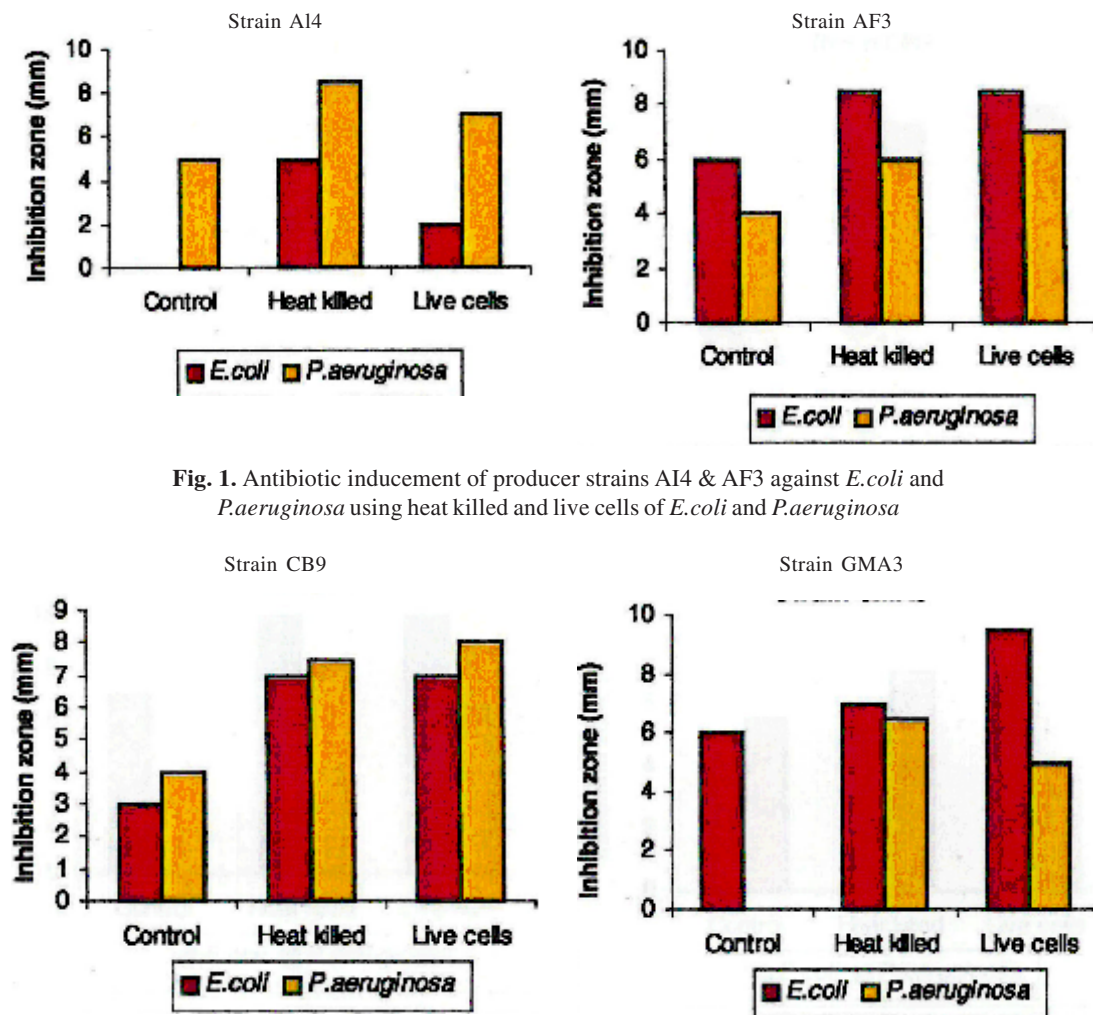 Strain AI4
Inhibition zone (mm)
10
8
6
4
2
0
Control Heat killed Live cells
E.coli P.aeruginosa
Strain AF3
Inhibition zone (mm)
10
8
6
4
2
0
Control Heat killed Live cells
E.coli P.aeruginosa
Fig. 1. Antibiotic inducement of producer strains AI4 & AF3 against E.coli and
P.aeruginosa using heat killed and live cells of E.coli and P.aeruginosa
Strain CB9
Inhibition zone (mm)
9
8
7
6
5
4
3
2
1
0
Control Heat killed Live cells
E.coli P.aeruginosa
Strain GMA3
Inhibition zone (mm)
10
8
6
4
2
0
Control Heat killed Live cells
E.coli P.aeruginosa